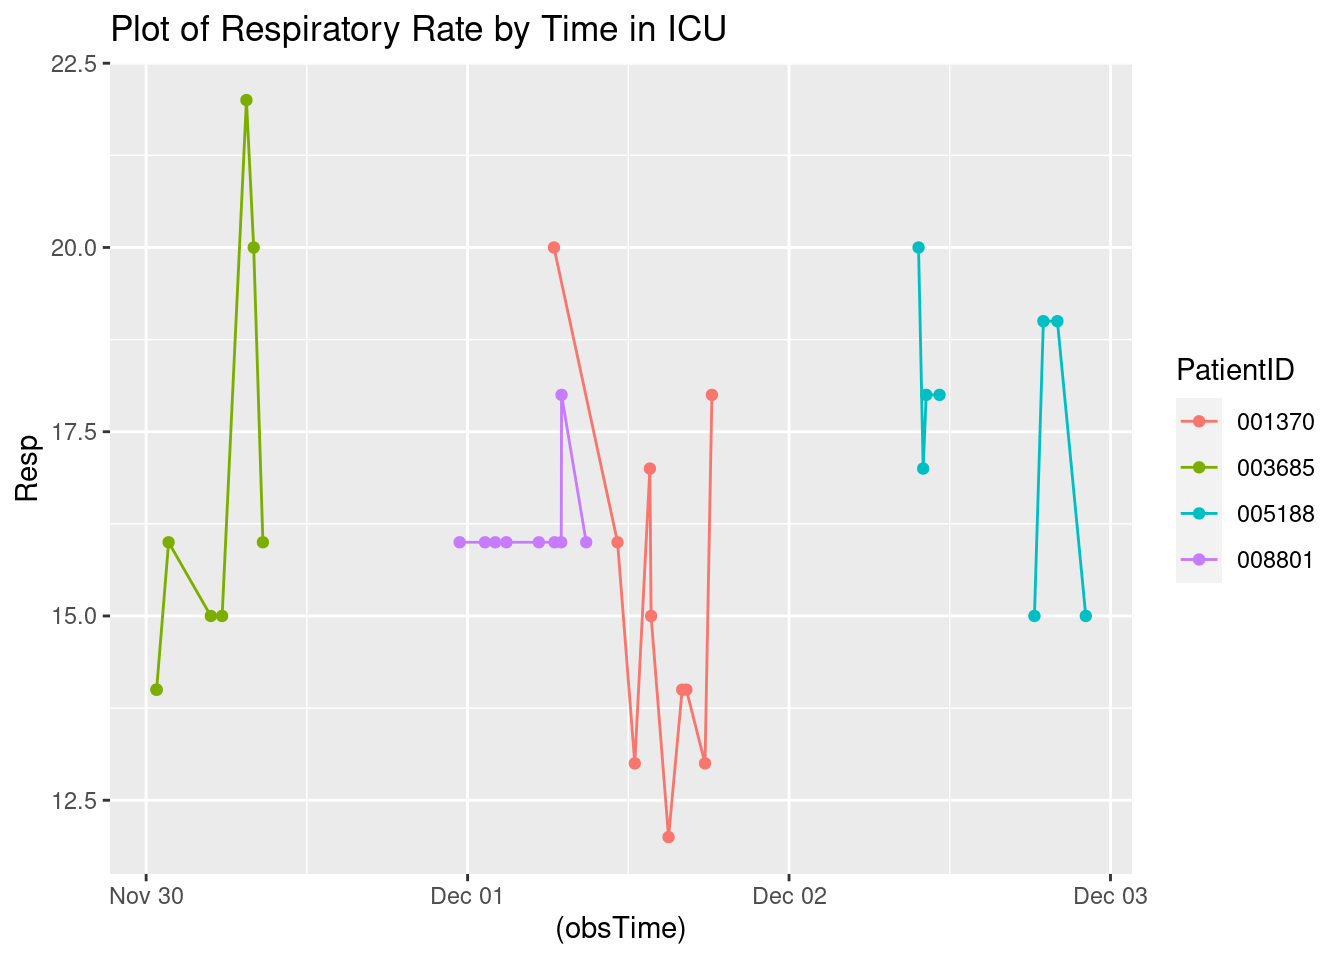 Plot of Respiratory Rate by Time in ICU
22.5
20.0
17.5
15.0
12.5
Resp
Nov 30
Dec 01
Dec 02
Dec 03
(obsTime)
PatientID
001370
003685
005188
008801